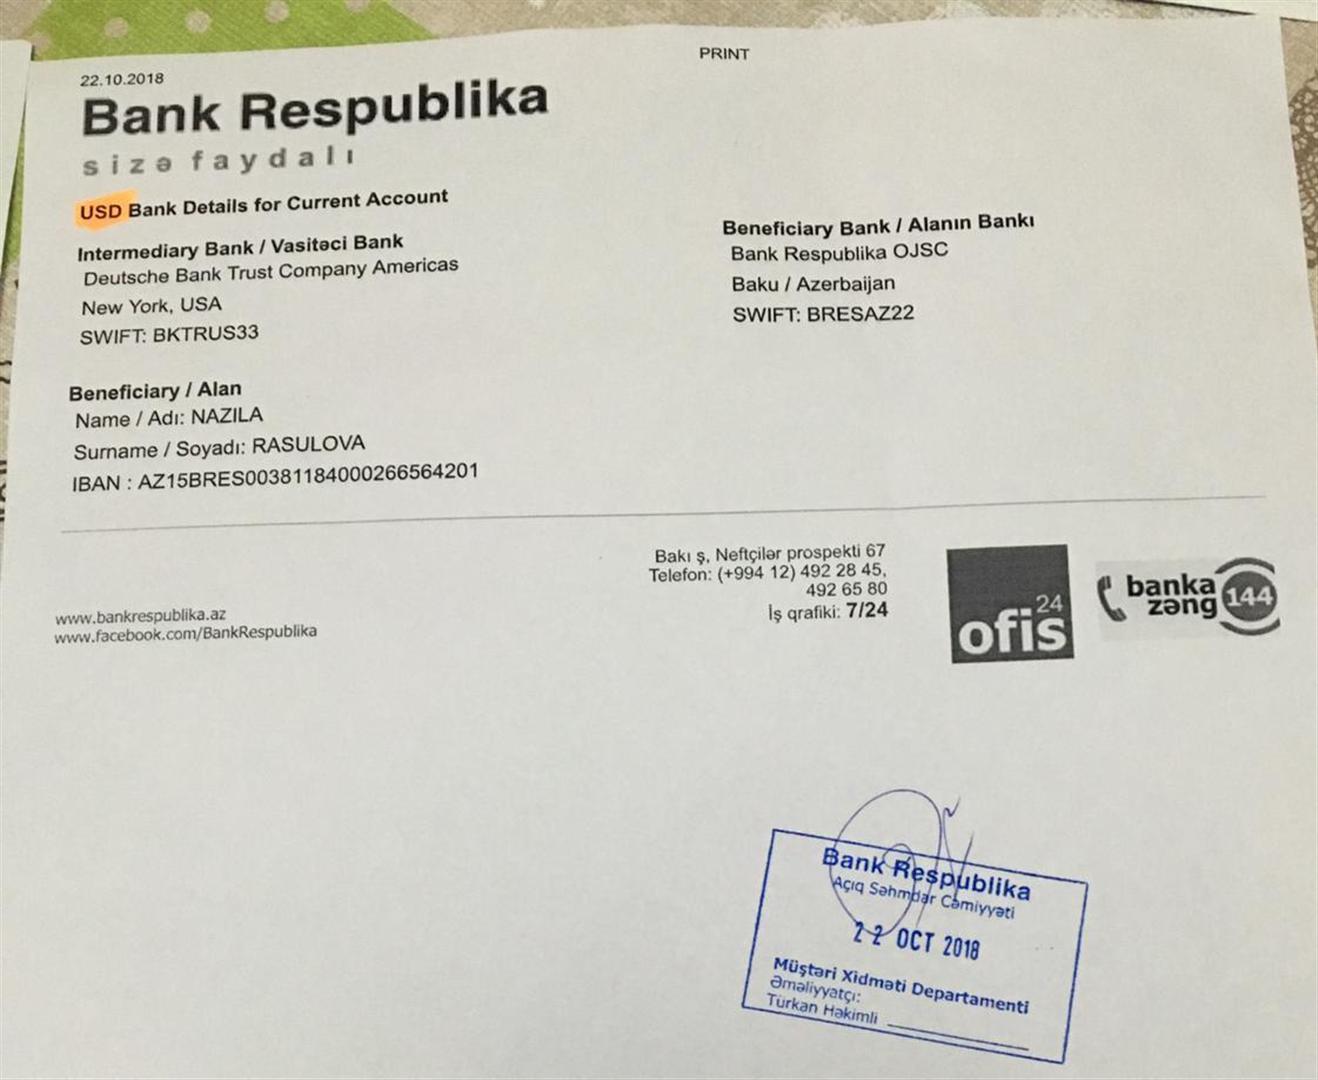 PRINT
22.10.2018
Bank Respublika
sizə faydalı
USD Bank Details for Current Account
Intermediary Bank / Vasitəci Bank
Deutsche Bank Trust Company Americas
New York, USA
SWIFT: BKTRUS33
Beneficiary Bank / Alanın Bankı
Bank Respublika OJSC
Baku / Azerbaijan
SWIFT: BRESAZ22
Beneficiary / Alan
Name / Adı: NAZILA
Surname / Soyadı: RASULOVA
IBAN : AZ15BRES00381184000266564201
www.bankrespublika.az
www.facebook.com/BankRespublika
Bakı ş, Neftçilər prospekti 67
Telefon: (+994 12) 492 28 45,
492 65 80
İş qrafiki: 7/24
24
ofis
banka
zəng
144
Bank Respublika
Açıq Səhmdar Cəmiyyəti
22 OCT 2018
Müştəri Xidməti Departamenti
Əməliyyatçı:
Türkan Həkimli